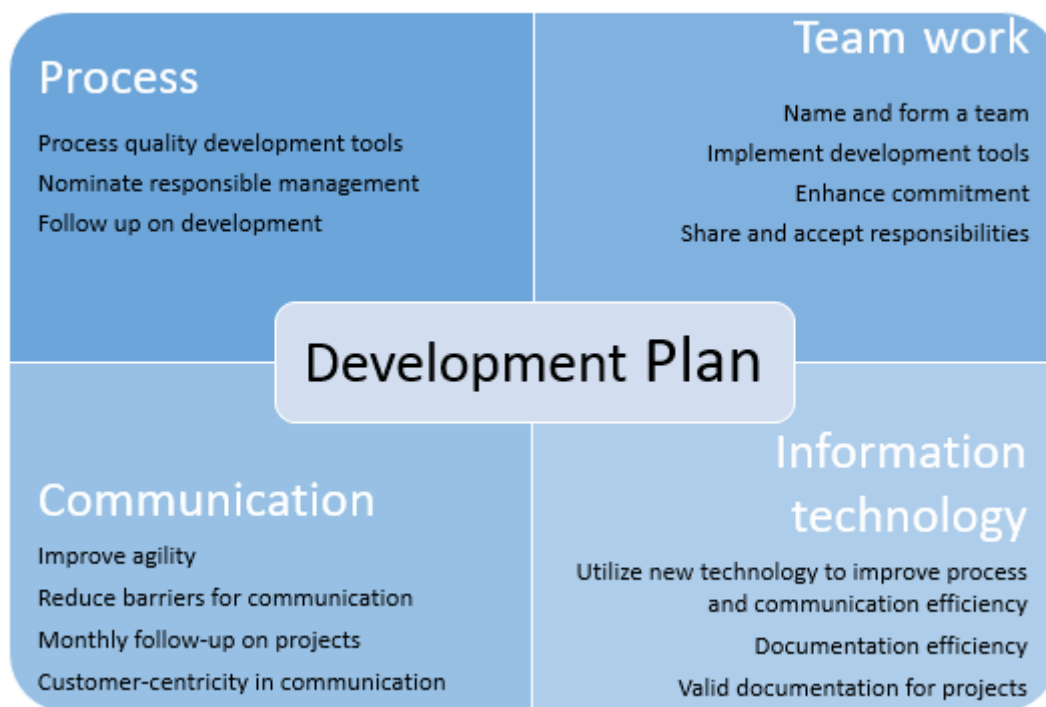 Process
Process quality development tools
Nominate responsible management
Follow up on development
Team work
Name and form a team
Implement development tools
Enhance commitment
Share and accept responsibilities
Development Plan
Communication
Improve agility
Reduce barriers for communication
Monthly follow-up on projects
Customer-centricity in communication
Information
technology
Utilize new technology to improve process
and communication efficiency
Documentation efficiency
Valid documentation for projects